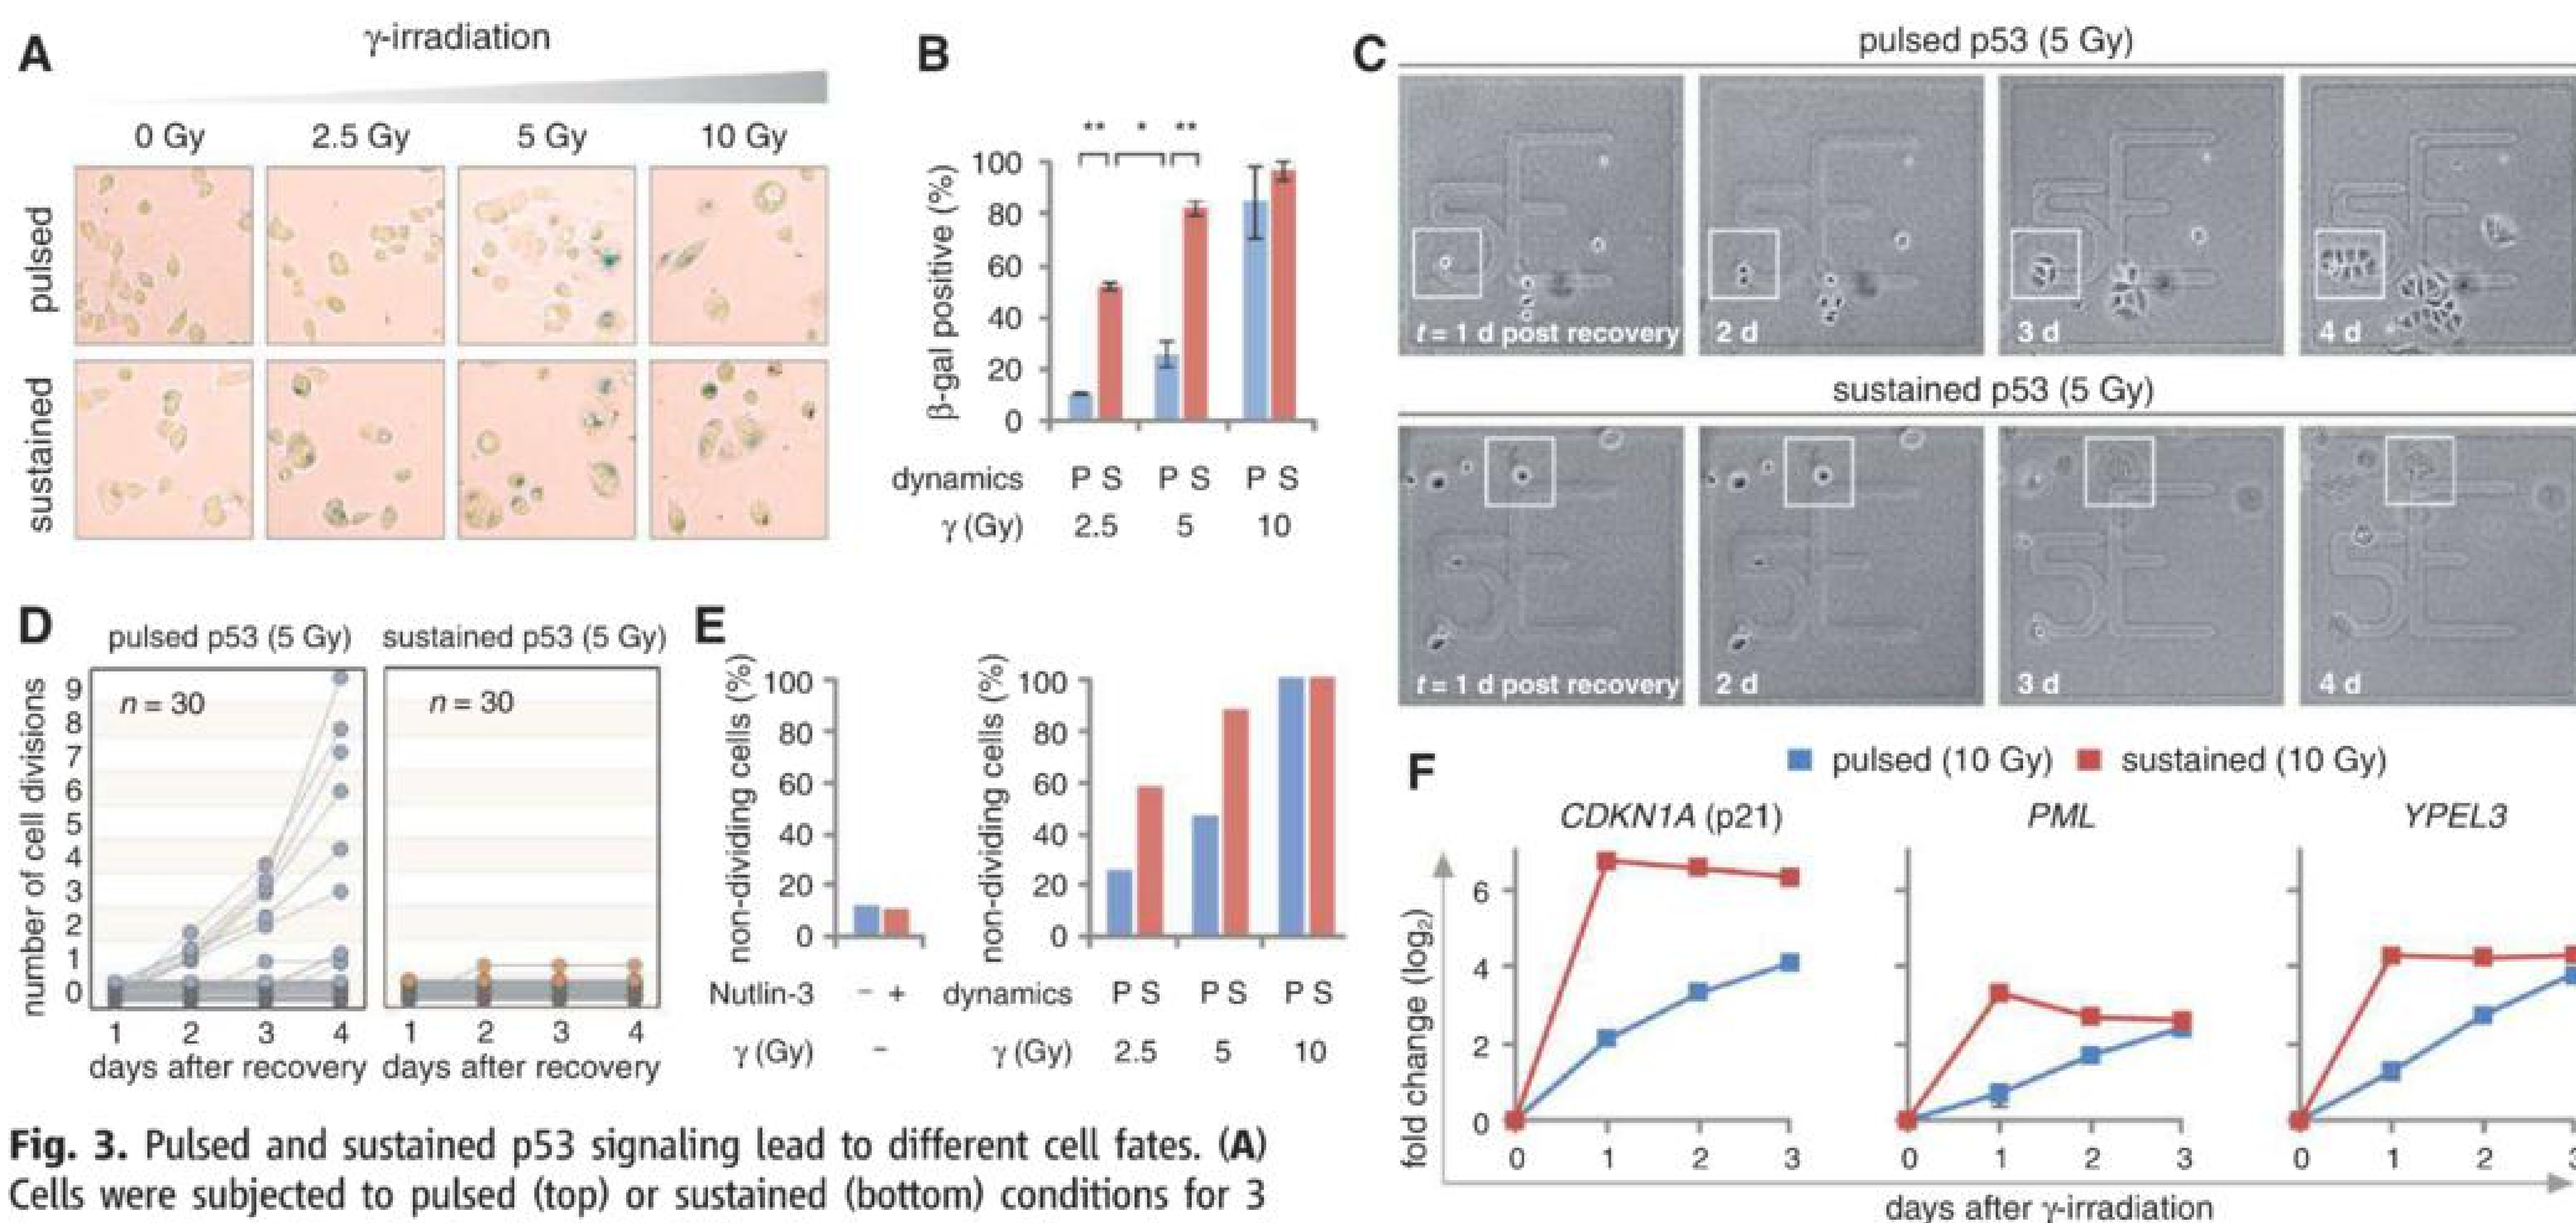 A
γ-irradiation
0 Gy 2.5 Gy 5 Gy 10 Gy
pulsed
sustained
B
** * **
β-gal positive (%)
100
80
60
40
20
0
dynamics P S P S P S
γ (Gy) 2.5 5 10
C
pulsed p53 (5 Gy)
t = 1 d post recovery 2 d 3 d 4 d
sustained p53 (5 Gy)
t = 1 d post recovery 2 d 3 d 4 d
D
pulsed p53 (5 Gy) sustained p53 (5 Gy)
n = 30 n = 30
number of cell divisions
9
8
7
6
5
4
3
2
1
0
1 2 3 4 1 2 3 4
days after recovery days after recovery
E
non-dividing cells (%)
100
80
60
40
20
0
Nutlin-3 − +
γ (Gy) −
non-dividing cells (%)
100
80
60
40
20
0
dynamics P S P S P S
γ (Gy) 2.5 5 10
F
pulsed (10 Gy) sustained (10 Gy)
CDKN1A (p21) PML YPEL3
fold change (log₂)
6
4
2
0
0 1 2 3 0 1 2 3 0 1 2 3
days after γ-irradiation
Fig. 3. Pulsed and sustained p53 signaling lead to different cell fates. (A)
Cells were subjected to pulsed (top) or sustained (bottom) conditions for 3